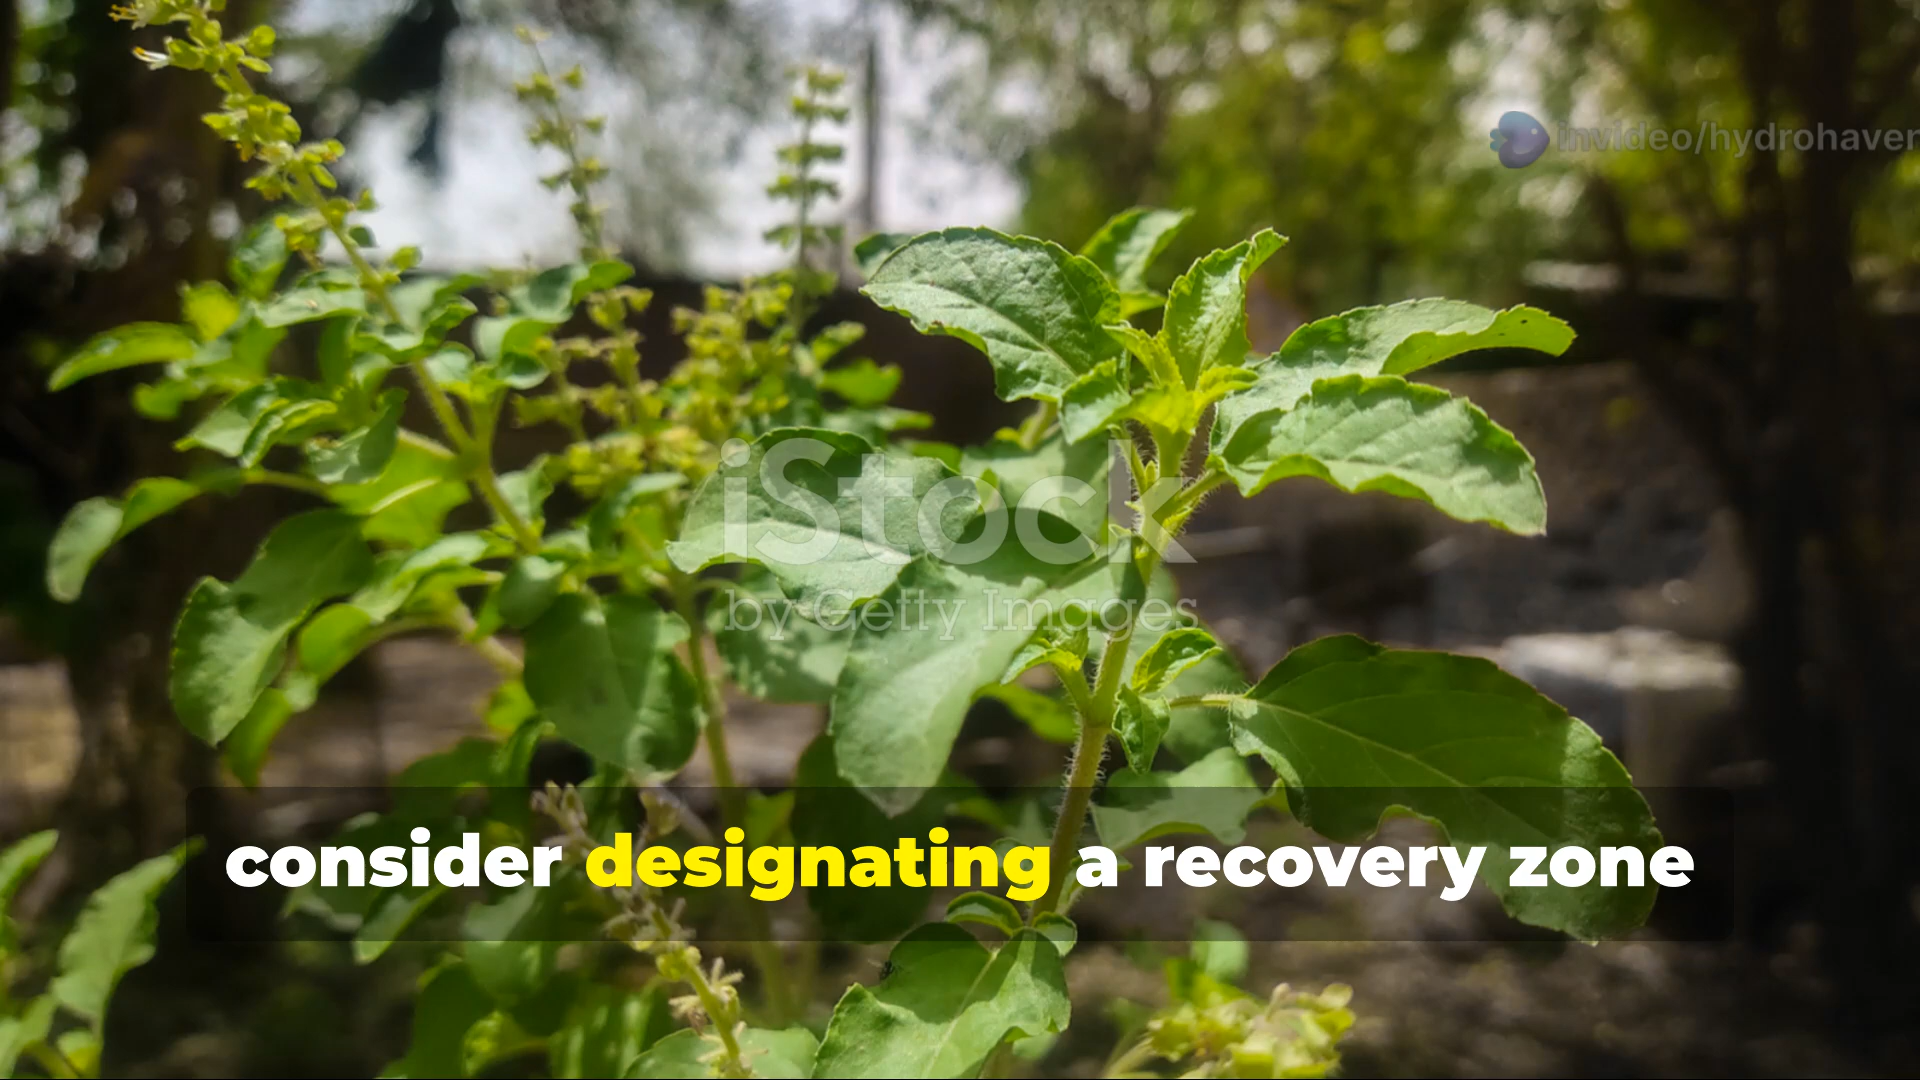 invideo/hydrohaven
iStock
by Getty Images
consider designating a recovery zone